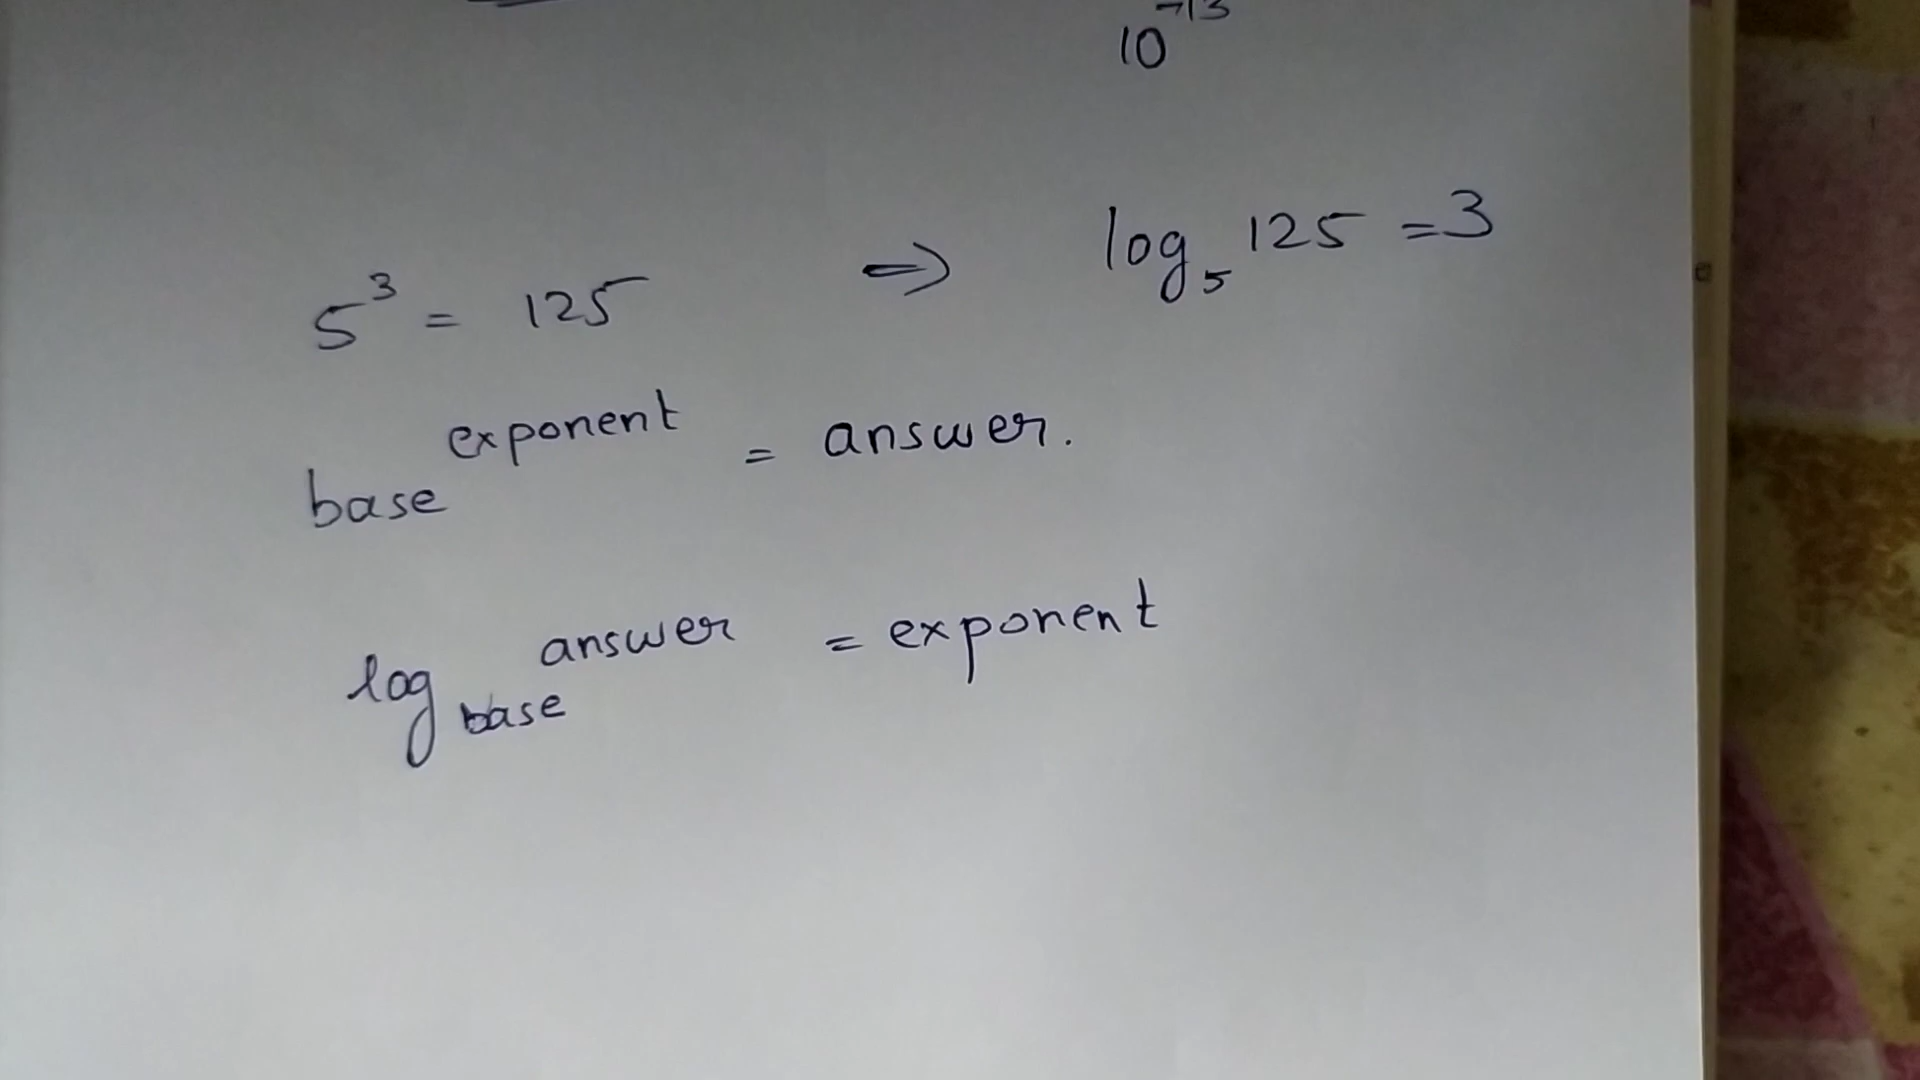 10
5³ = 125 ⇒ log₅ 125 = 3
base^exponent = answer.
log_base answer = exponent